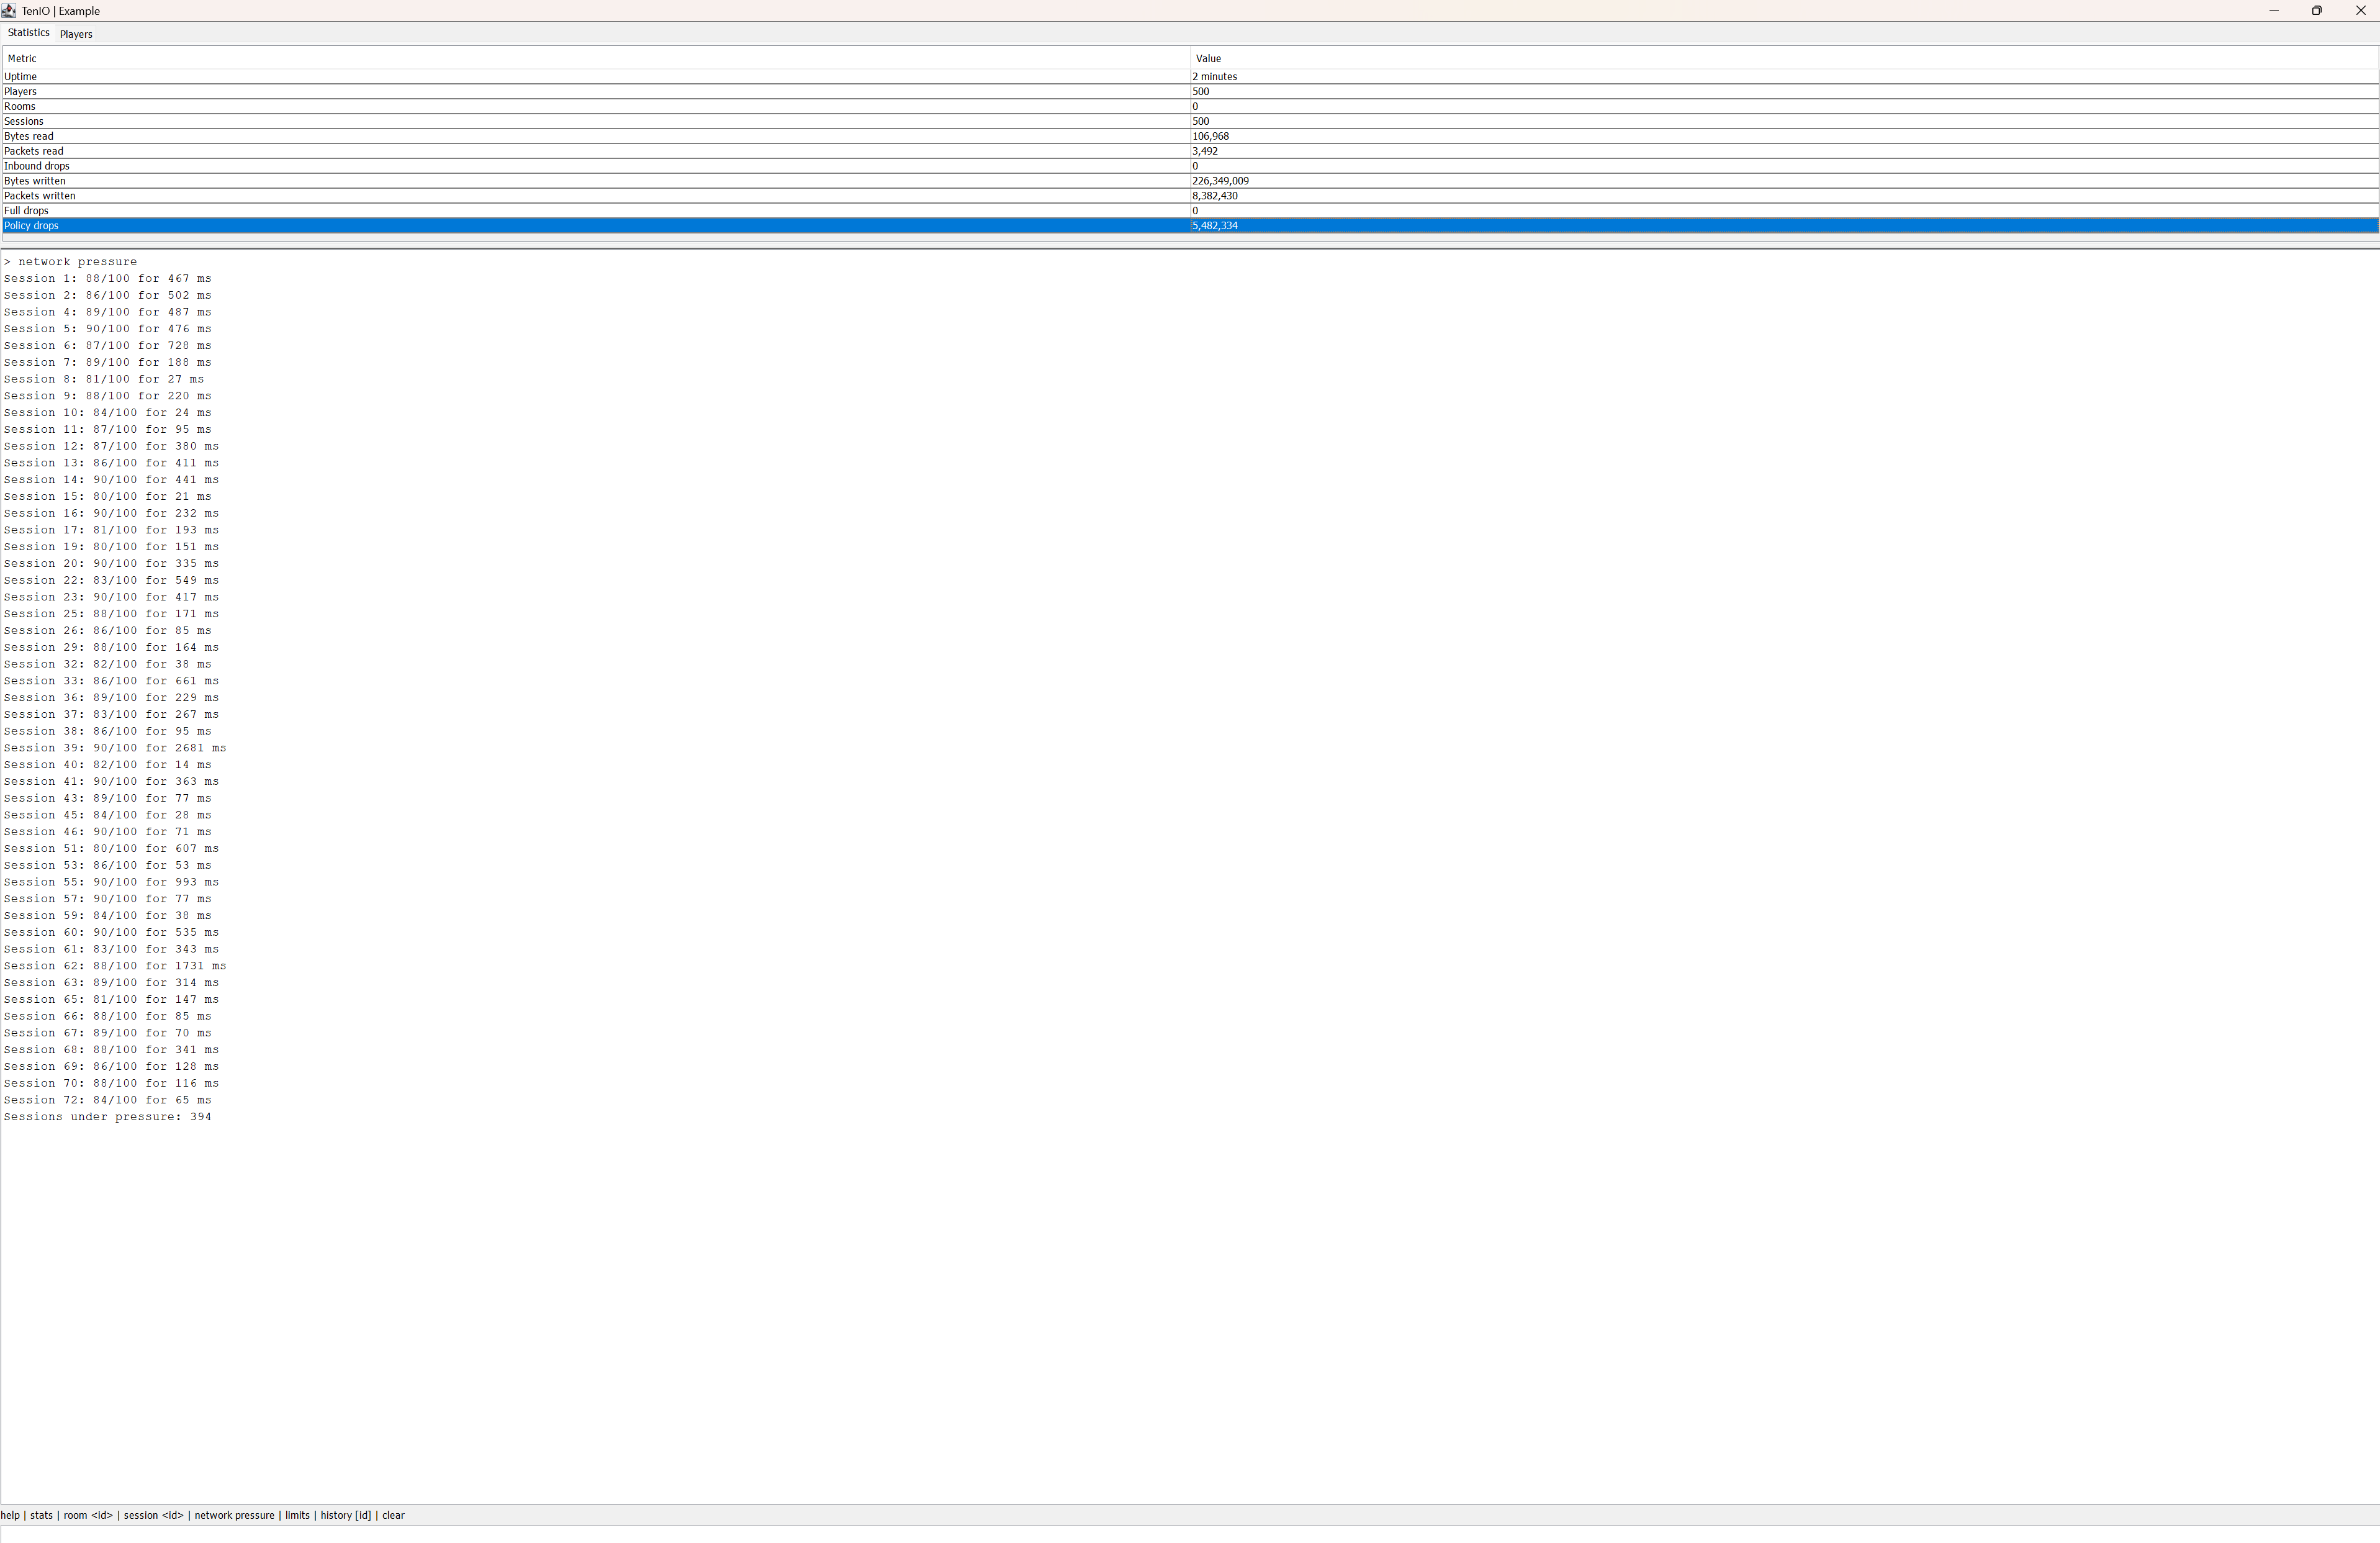 TenIO | Example
Statistics Players
Metric Value
Uptime 2 minutes
Players 500
Rooms 0
Sessions 500
Bytes read 106,968
Packets read 3,492
Inbound drops 0
Bytes written 226,349,009
Packets written 8,382,430
Full drops 0
Policy drops 5,482,334
> network pressure
Session 1: 88/100 for 467 ms
Session 2: 86/100 for 502 ms
Session 4: 89/100 for 487 ms
Session 5: 90/100 for 476 ms
Session 6: 87/100 for 728 ms
Session 7: 89/100 for 188 ms
Session 8: 81/100 for 27 ms
Session 9: 88/100 for 220 ms
Session 10: 84/100 for 24 ms
Session 11: 87/100 for 95 ms
Session 12: 87/100 for 380 ms
Session 13: 86/100 for 411 ms
Session 14: 90/100 for 441 ms
Session 15: 80/100 for 21 ms
Session 16: 90/100 for 232 ms
Session 17: 81/100 for 193 ms
Session 19: 80/100 for 151 ms
Session 20: 90/100 for 335 ms
Session 22: 83/100 for 549 ms
Session 23: 90/100 for 417 ms
Session 25: 88/100 for 171 ms
Session 26: 86/100 for 85 ms
Session 29: 88/100 for 164 ms
Session 32: 82/100 for 38 ms
Session 33: 86/100 for 661 ms
Session 36: 89/100 for 229 ms
Session 37: 83/100 for 267 ms
Session 38: 86/100 for 95 ms
Session 39: 90/100 for 2681 ms
Session 40: 82/100 for 14 ms
Session 41: 90/100 for 363 ms
Session 43: 89/100 for 77 ms
Session 45: 84/100 for 28 ms
Session 46: 90/100 for 71 ms
Session 51: 80/100 for 607 ms
Session 53: 86/100 for 53 ms
Session 55: 90/100 for 993 ms
Session 57: 90/100 for 77 ms
Session 59: 84/100 for 38 ms
Session 60: 90/100 for 535 ms
Session 61: 83/100 for 343 ms
Session 62: 88/100 for 1731 ms
Session 63: 89/100 for 314 ms
Session 65: 81/100 for 147 ms
Session 66: 88/100 for 85 ms
Session 67: 89/100 for 70 ms
Session 68: 88/100 for 341 ms
Session 69: 86/100 for 128 ms
Session 70: 88/100 for 116 ms
Session 72: 84/100 for 65 ms
Sessions under pressure: 394
help | stats | room <id> | session <id> | network pressure | limits | history [id] | clear